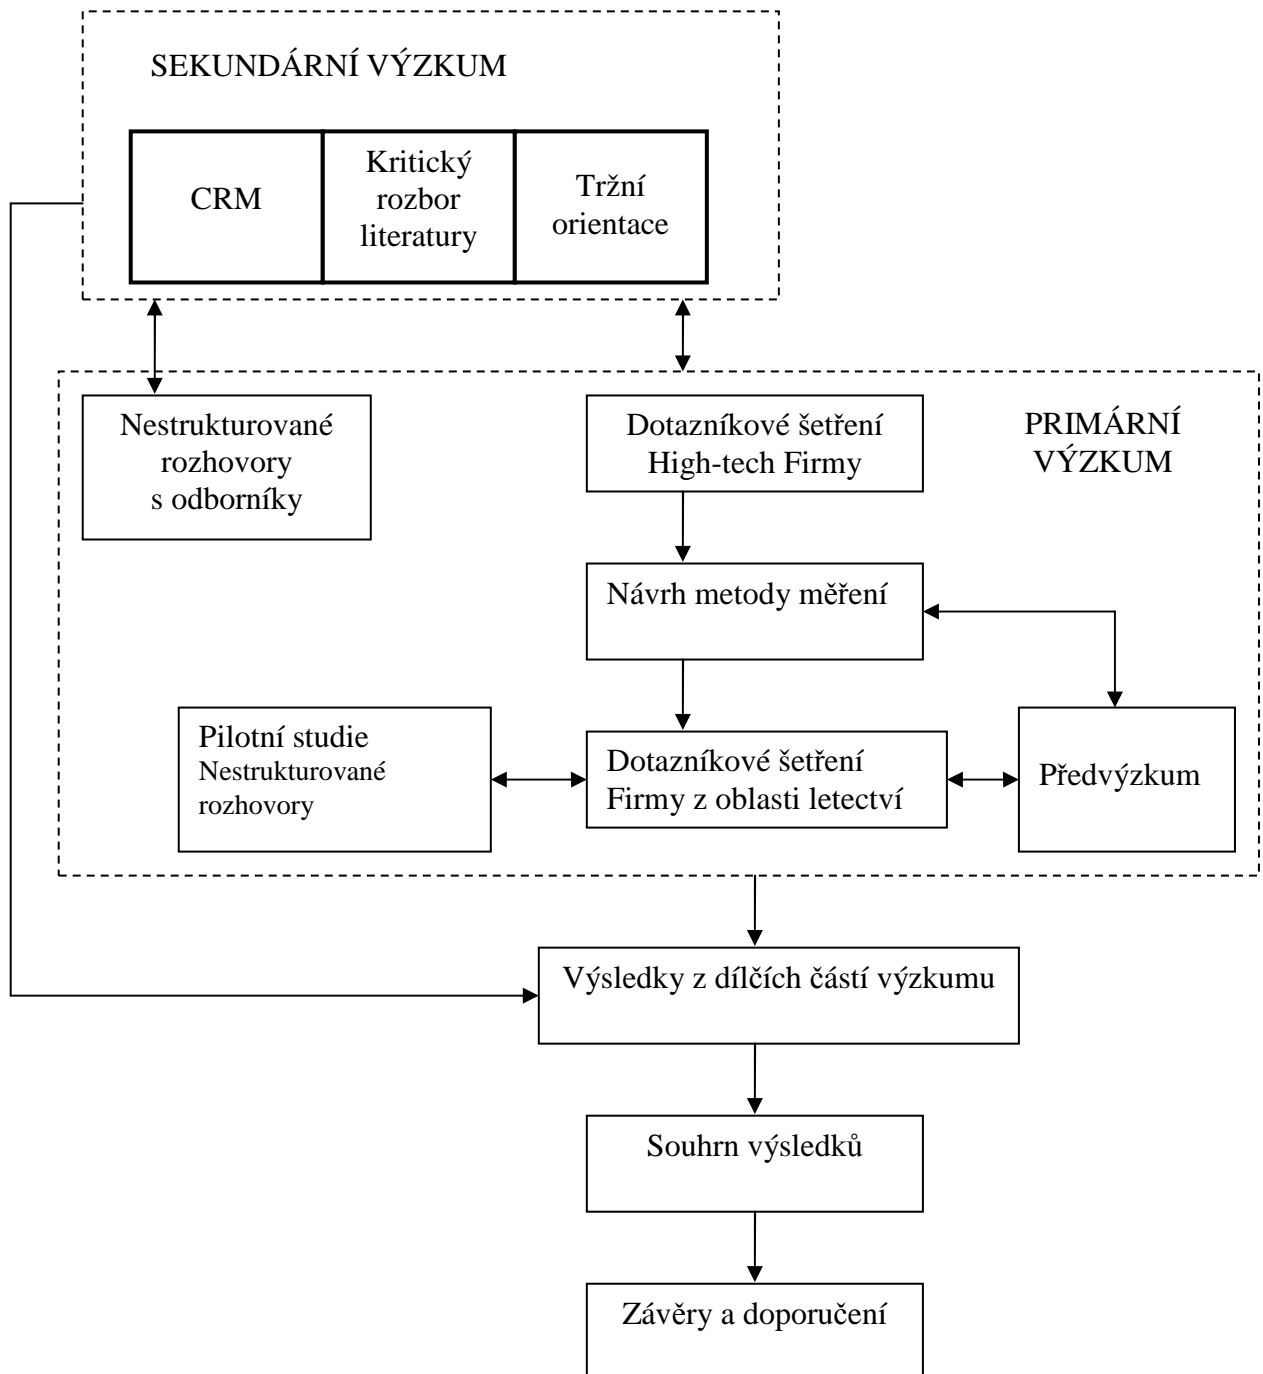 SEKUNDÁRNÍ VÝZKUM
CRM
Kritický
rozbor
literatury
Tržní
orientace
Nestrukturované
rozhovory
s odborníky
Dotazníkové šetření
High-tech Firmy
PRIMÁRNÍ
VÝZKUM
Návrh metody měření
Pilotní studie
Nestrukturované
rozhovory
Dotazníkové šetření
Firmy z oblasti letectví
Předvýzkum
Výsledky z dílčích částí výzkumu
Souhrn výsledků
Závěry a doporučení